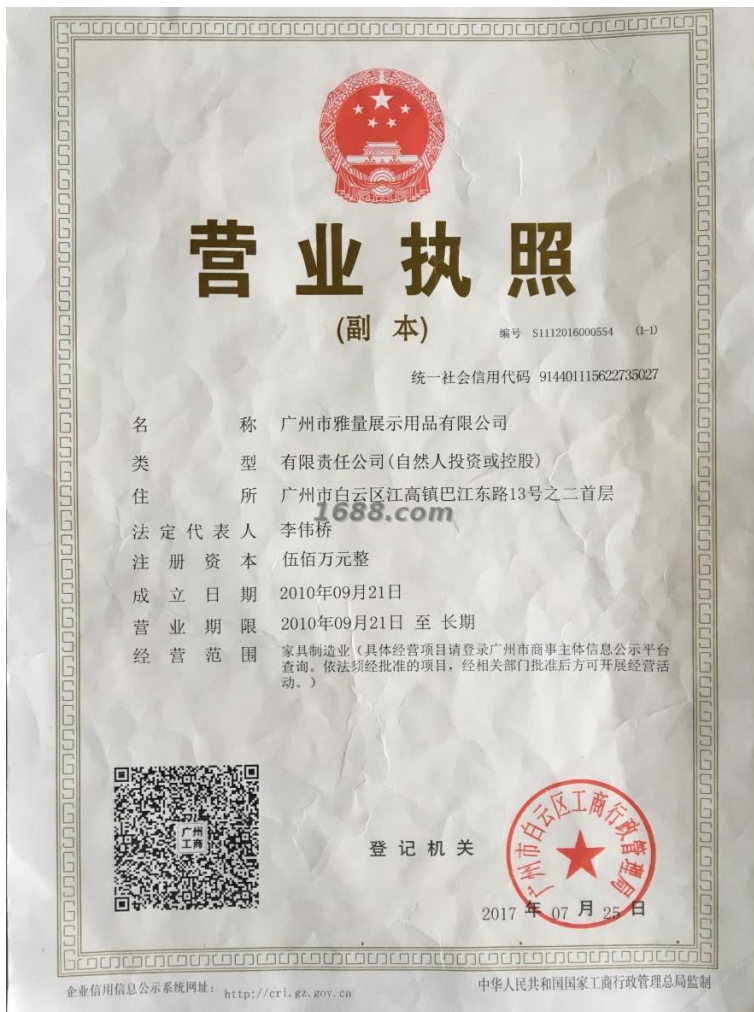 营业执照
(副 本)
编号 S1112016000554 (1-1)
统一社会信用代码 914401115622735027
名 称 广州市雅量展示用品有限公司
类 型 有限责任公司(自然人投资或控股)
住 所 广州市白云区江高镇巴江东路13号之二首层
1688.com
法定代表人 李伟桥
注册资本 伍佰万元整
成立日期 2010年09月21日
营业期限 2010年09月21日 至 长期
经营范围 家具制造业（具体经营项目请登录广州市商事主体信息公示平台
查询。依法须经批准的项目，经相关部门批准后方可开展经营活
动。）
广州
工商
登记机关
广州市白云区工商行政管理局
2017 年 07 月 25 日
企业信用信息公示系统网址: http://cri.gz.gov.cn
中华人民共和国国家工商行政管理总局监制